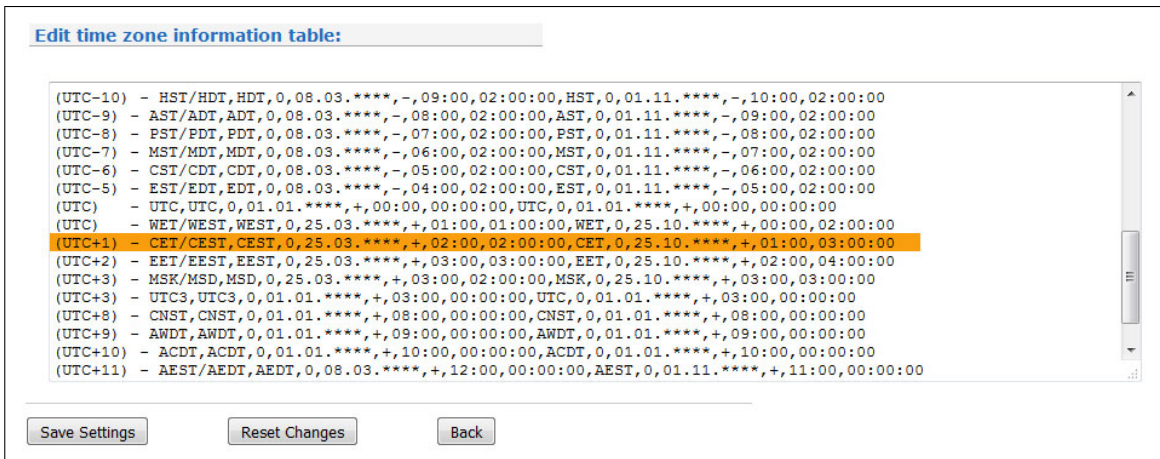 Edit time zone information table:
(UTC-10) - HST/HDT,HDT,0,08.03.****,-,09:00,02:00:00,HST,0,01.11.****,-,10:00,02:00:00
(UTC-9) - AST/ADT,ADT,0,08.03.****,-,08:00,02:00:00,AST,0,01.11.****,-,09:00,02:00:00
(UTC-8) - PST/PDT,PDT,0,08.03.****,-,07:00,02:00:00,PST,0,01.11.****,-,08:00,02:00:00
(UTC-7) - MST/MDT,MDT,0,08.03.****,-,06:00,02:00:00,MST,0,01.11.****,-,07:00,02:00:00
(UTC-6) - CST/CDT,CDT,0,08.03.****,-,05:00,02:00:00,CST,0,01.11.****,-,06:00,02:00:00
(UTC-5) - EST/EDT,EDT,0,08.03.****,-,04:00,02:00:00,EST,0,01.11.****,-,05:00,02:00:00
(UTC) - UTC,UTC,0,01.01.****,+,00:00,00:00:00,UTC,0,01.01.****,+,00:00,00:00:00
(UTC) - WET/WEST,WEST,0,25.03.****,+,01:00,01:00:00,WET,0,25.10.****,+,00:00,02:00:00
(UTC+1) - CET/CEST,CEST,0,25.03.****,+,02:00,02:00:00,CET,0,25.10.****,+,01:00,03:00:00
(UTC+2) - EET/EEST,EEST,0,25.03.****,+,03:00,03:00:00,EET,0,25.10.****,+,02:00,04:00:00
(UTC+3) - MSK/MSD,MSD,0,25.03.****,+,03:00,02:00:00,MSK,0,25.10.****,+,03:00,03:00:00
(UTC+3) - UTC3,UTC3,0,01.01.****,+,03:00,00:00:00,UTC,0,01.01.****,+,03:00,00:00:00
(UTC+8) - CNST,CNST,0,01.01.****,+,08:00,00:00:00,CNST,0,01.01.****,+,08:00,00:00:00
(UTC+9) - AWDT,AWDT,0,01.01.****,+,09:00,00:00:00,AWDT,0,01.01.****,+,09:00,00:00:00
(UTC+10) - ACDT,ACDT,0,01.01.****,+,10:00,00:00:00,ACDT,0,01.01.****,+,10:00,00:00:00
(UTC+11) - AEST/AEDT,AEDT,0,08.03.****,+,12:00,00:00:00,AEST,0,01.11.****,+,11:00,00:00:00
Save Settings Reset Changes Back